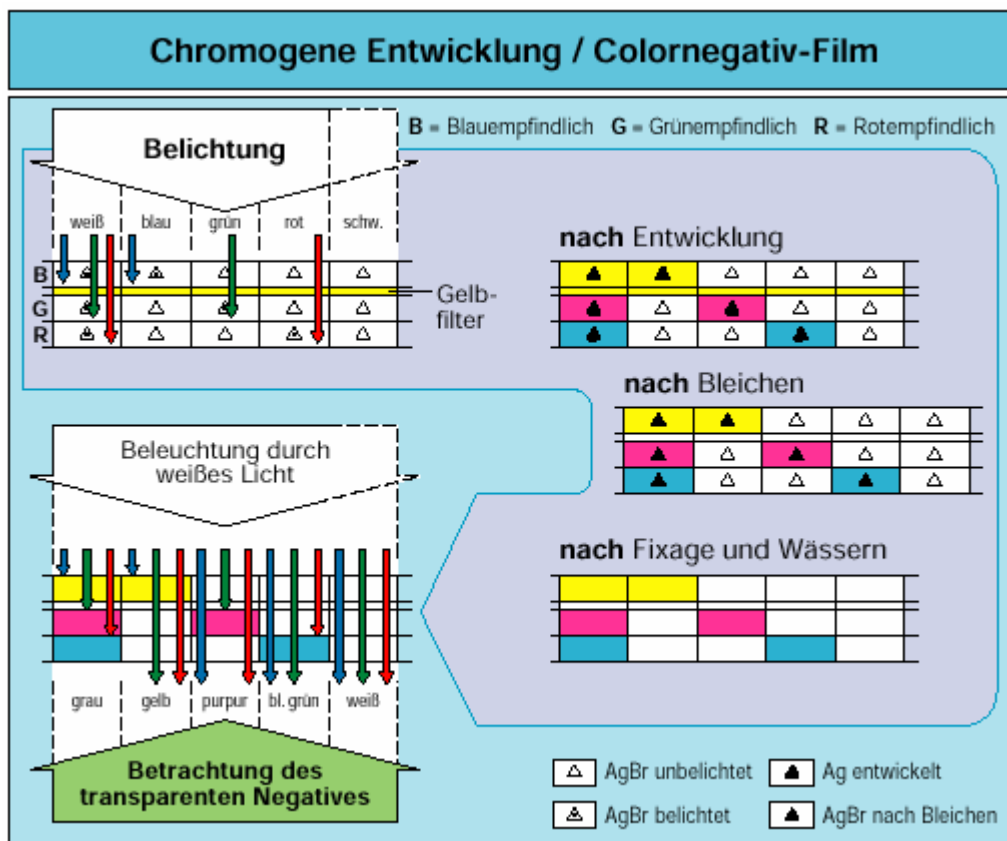 Chromogene Entwicklung / Colornegativ-Film
B = Blauempfindlich G = Grünempfindlich R = Rotempfindlich
Belichtung
weiß blau grün rot schw.
B
G
R
Gelb-
filter
nach Entwicklung
nach Bleichen
Beleuchtung durch
weißes Licht
nach Fixage und Wässern
grau gelb purpur bl. grün weiß
Betrachtung des
transparenten Negatives
AgBr unbelichtet Ag entwickelt
AgBr belichtet AgBr nach Bleichen